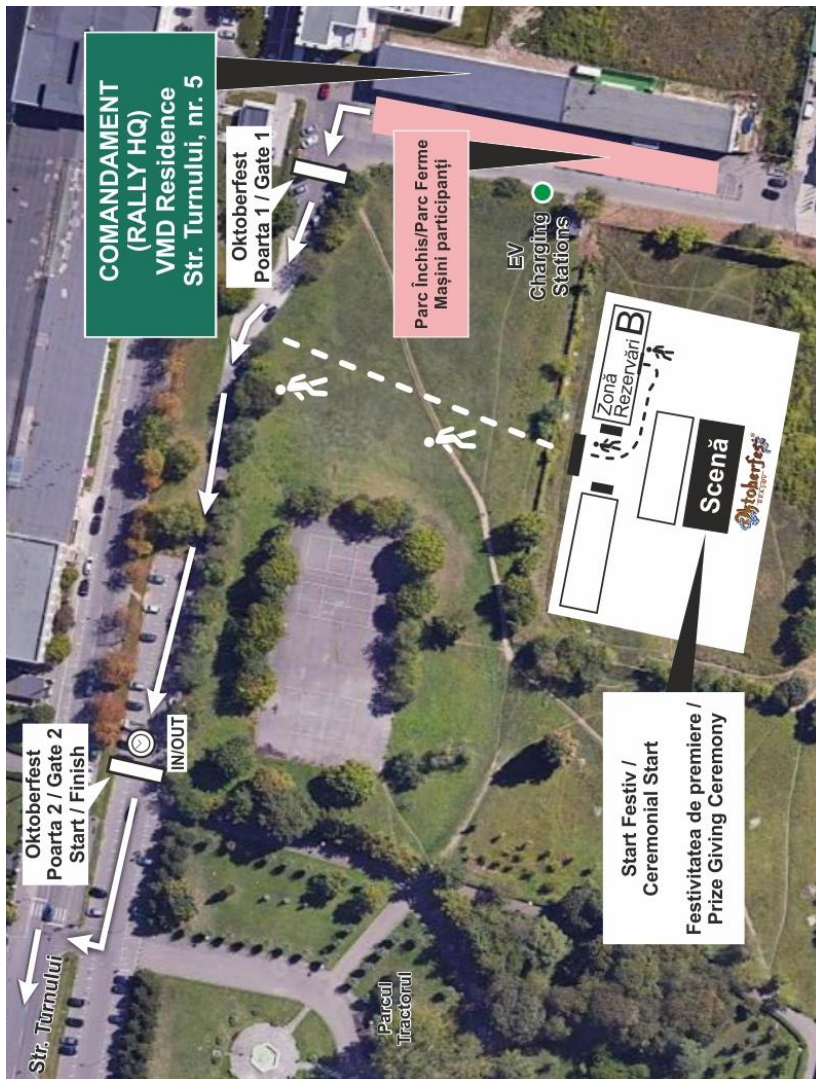 COMANDAMENT
(RALLY HQ)
VMD Residence
Str. Turnului, nr. 5
Oktoberfest
Poarta 1 / Gate 1
Parc Închis/Parc Ferme
Mașini participanți
EV
Charging
Stations
Oktoberfest
Poarta 2 / Gate 2
Start / Finish
IN/OUT
Str. Turnului
Parcul
Tractorul
Zonă
Rezervări B
Scenă
Oktoberfest
BRAȘOV
Start Festiv /
Ceremonial Start
Festivitatea de premiere /
Prize Giving Ceremony